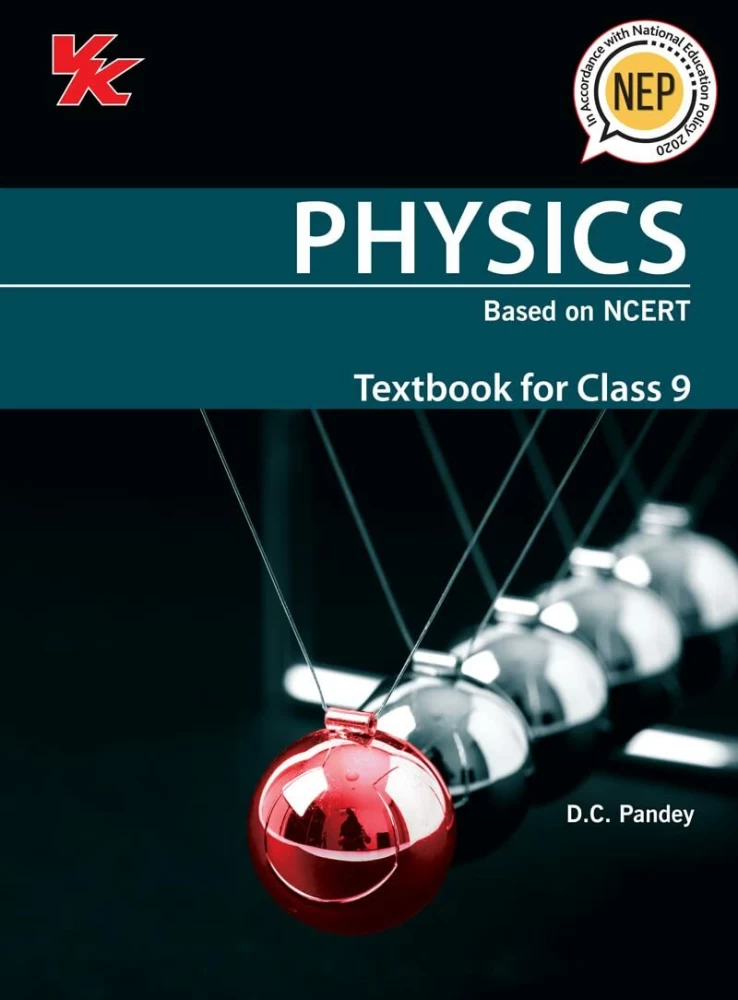 VK
In Accordance with National Education Policy 2020
NEP
PHYSICS
Based on NCERT
Textbook for Class 9
D.C. Pandey